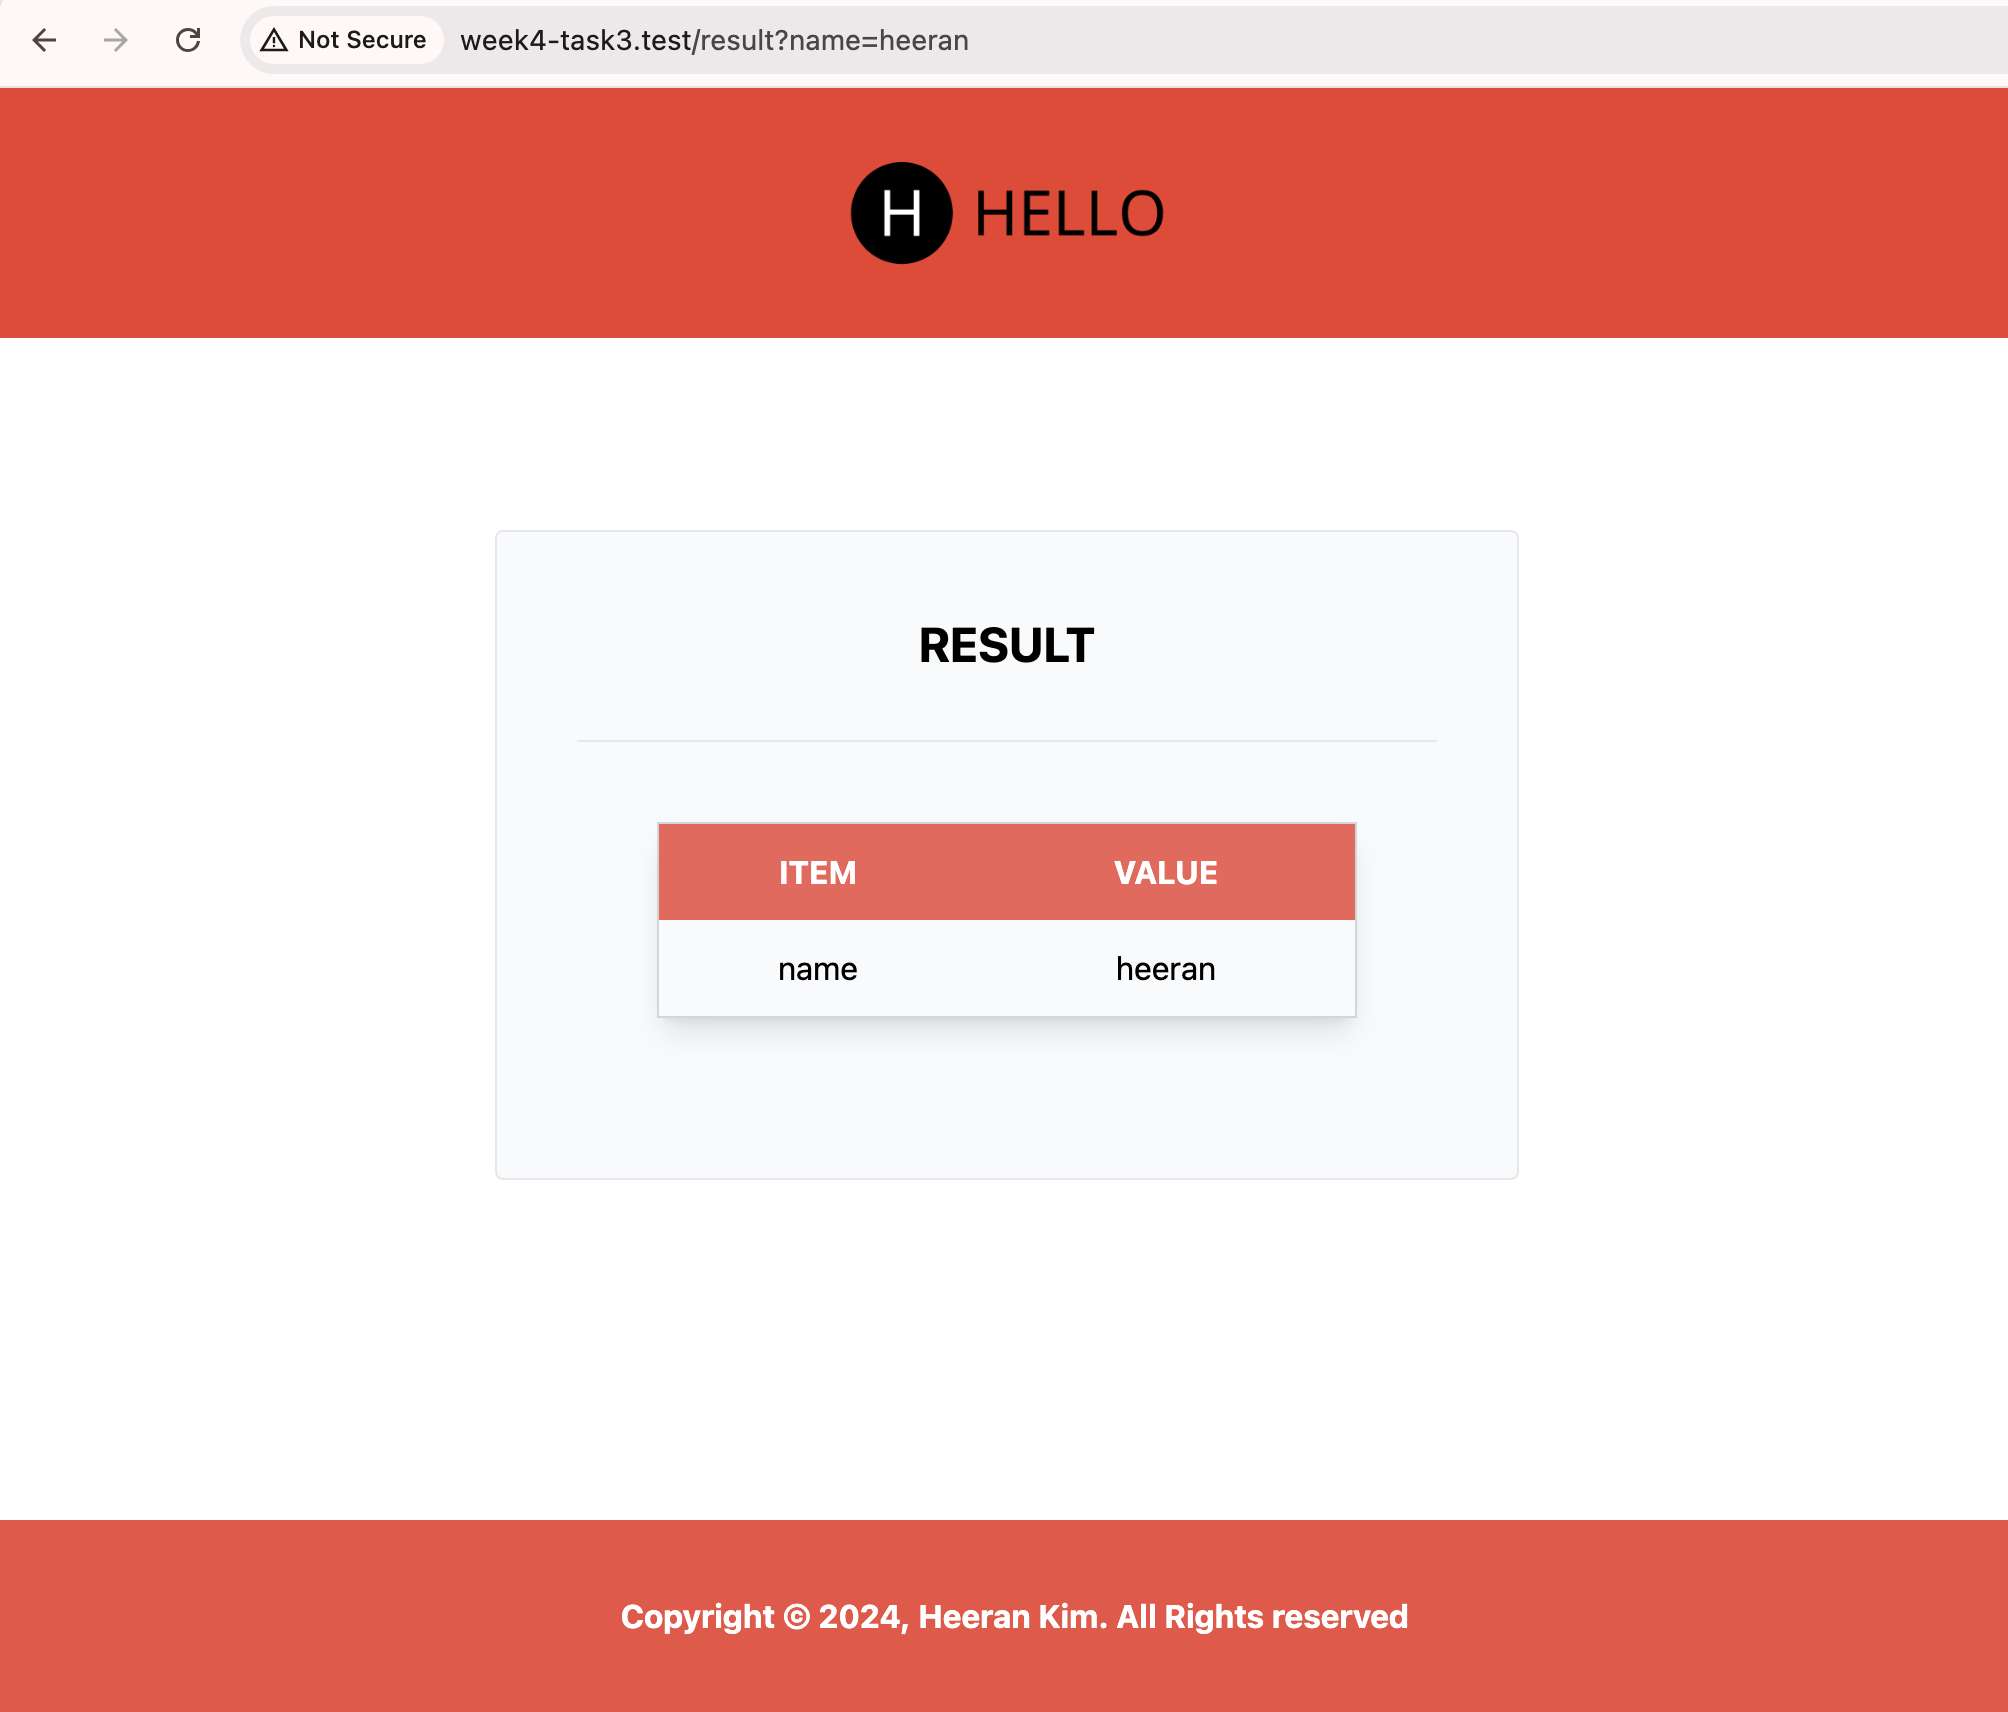 Not Secure week4-task3.test/result?name=heeran
H HELLO
RESULT
ITEM VALUE
name heeran
Copyright © 2024, Heeran Kim. All Rights reserved